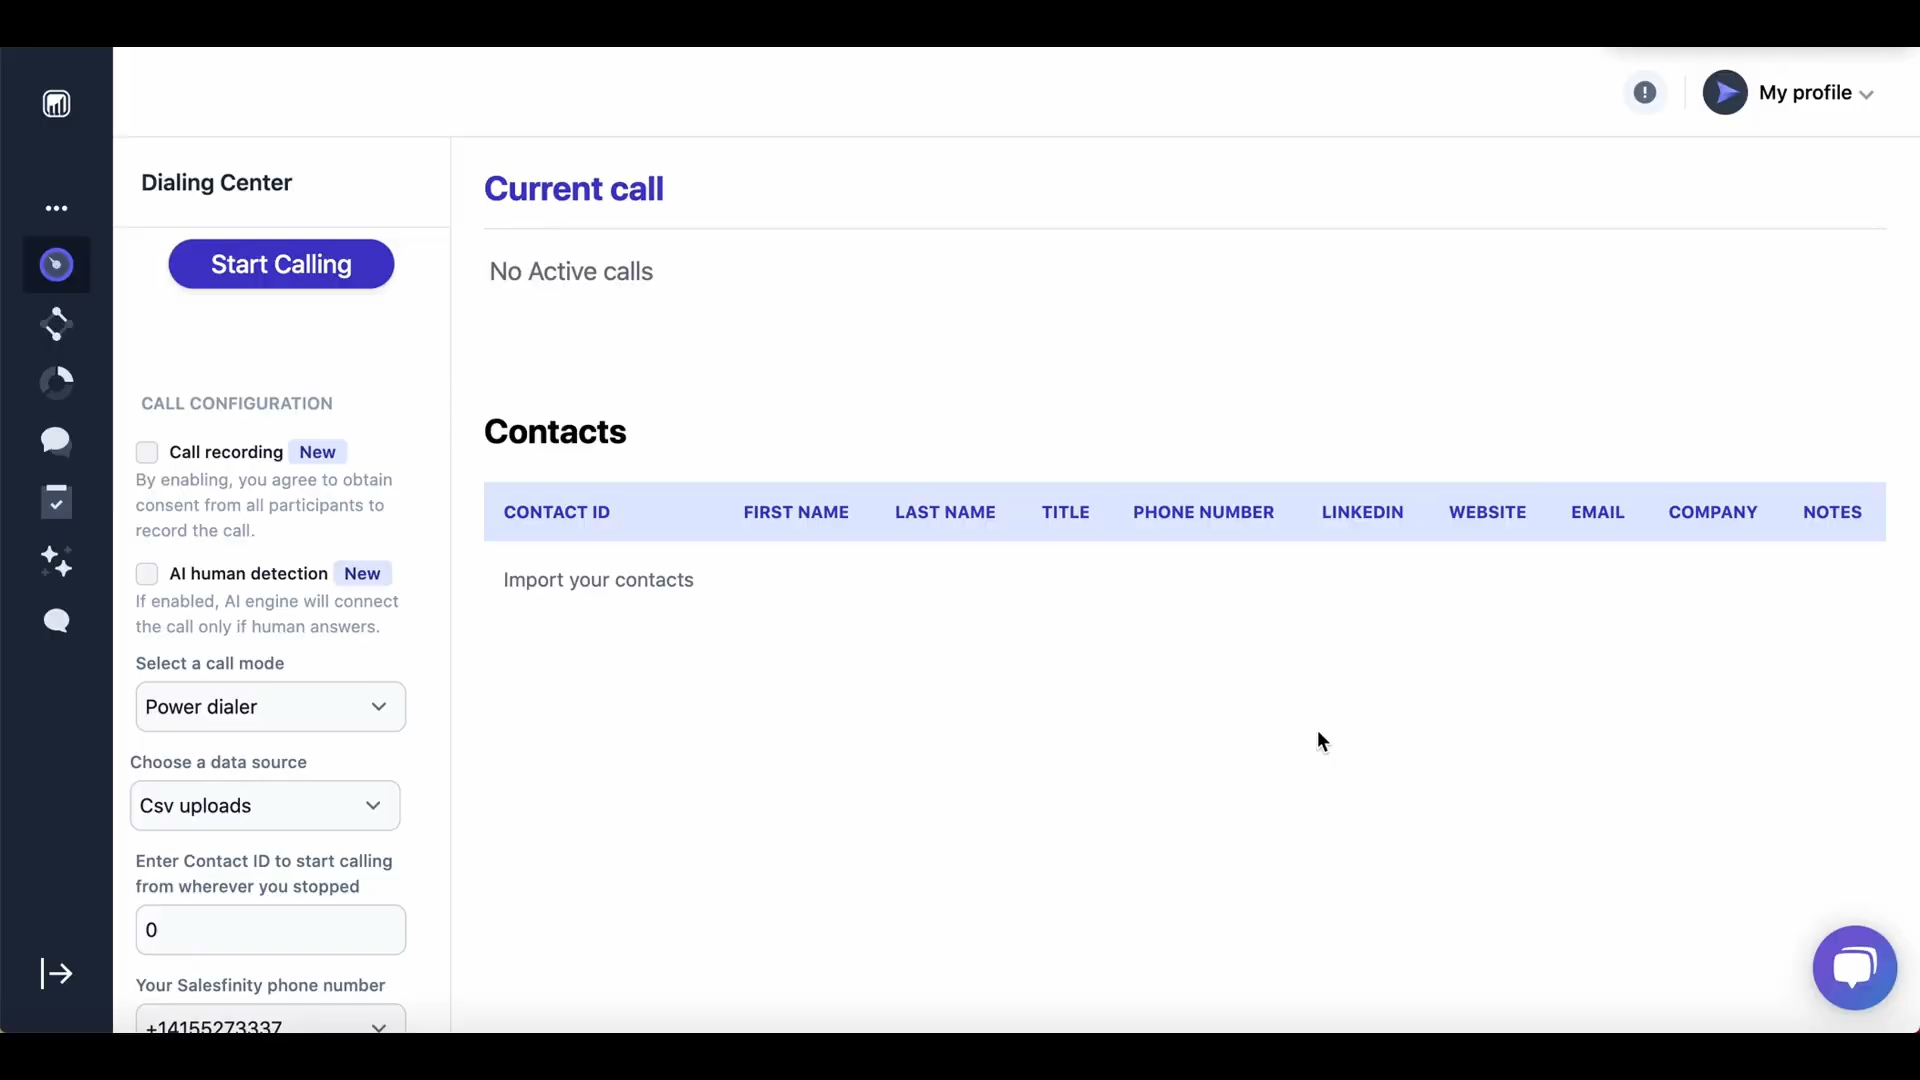 My profile
Dialing Center
Start Calling
CALL CONFIGURATION
Call recording New
By enabling, you agree to obtain
consent from all participants to
record the call.
AI human detection New
If enabled, AI engine will connect
the call only if human answers.
Select a call mode
Power dialer
Choose a data source
Csv uploads
Enter Contact ID to start calling
from wherever you stopped
0
Your Salesfinity phone number
+14155273337
Current call
No Active calls
Contacts
CONTACT ID FIRST NAME LAST NAME TITLE PHONE NUMBER LINKEDIN WEBSITE EMAIL COMPANY NOTES
Import your contacts